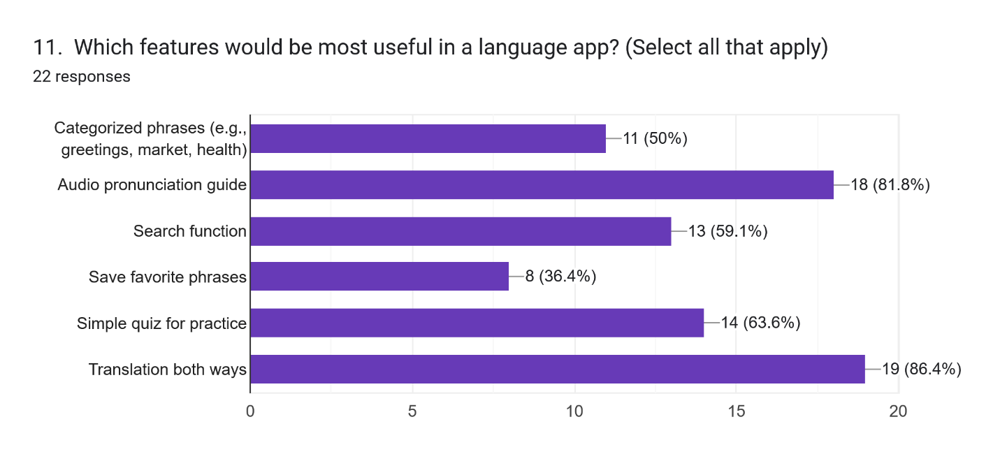 11. Which features would be most useful in a language app? (Select all that apply)
22 responses
Categorized phrases (e.g.,
greetings, market, health)
11 (50%)
Audio pronunciation guide
18 (81.8%)
Search function
13 (59.1%)
Save favorite phrases
8 (36.4%)
Simple quiz for practice
14 (63.6%)
Translation both ways
19 (86.4%)
0 5 10 15 20